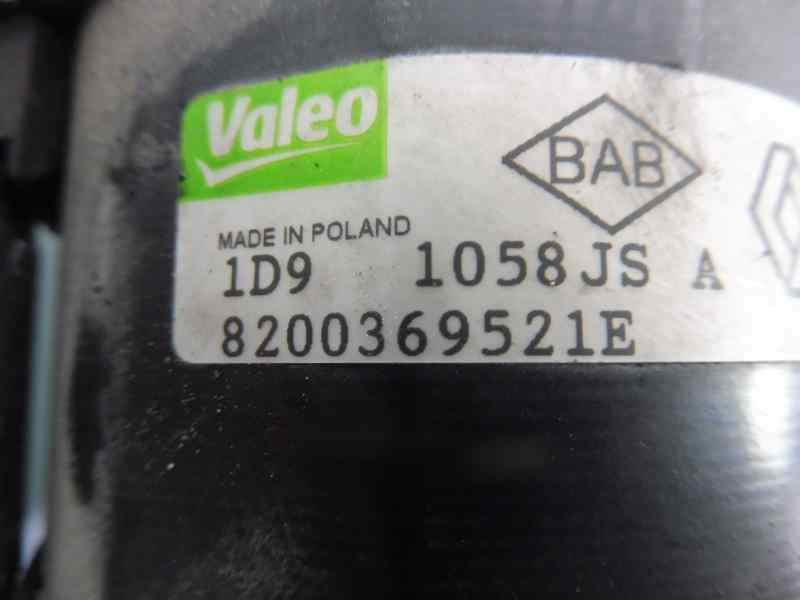 Valeo
BAB
MADE IN POLAND
1D9 1058JS A
8200369521E